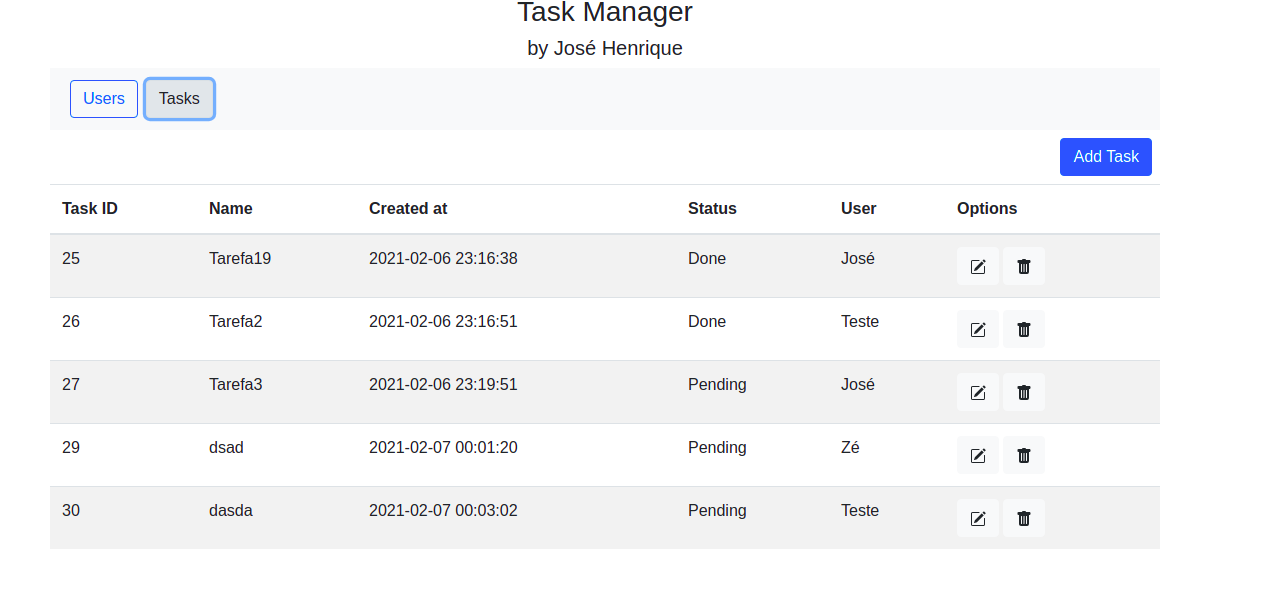 Task Manager
by José Henrique
Users Tasks
Add Task
Task ID Name Created at Status User Options
25 Tarefa19 2021-02-06 23:16:38 Done José
26 Tarefa2 2021-02-06 23:16:51 Done Teste
27 Tarefa3 2021-02-06 23:19:51 Pending José
29 dsad 2021-02-07 00:01:20 Pending Zé
30 dasda 2021-02-07 00:03:02 Pending Teste